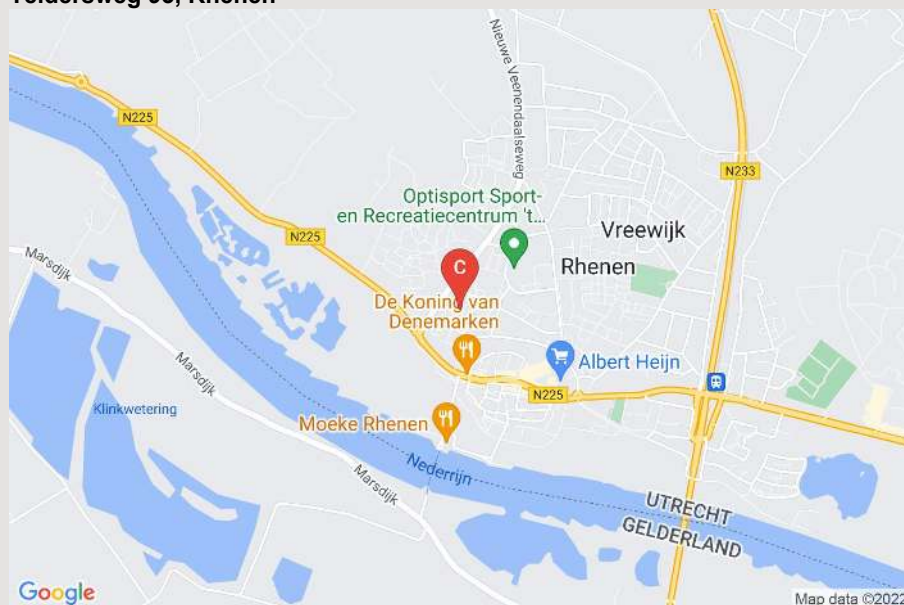 Nieuwe Veenendaalseweg
N225
N233
Optisport Sport-
en Recreatiecentrum 't...
Vreewijk
N225
Rhenen
Marsdijk
C
De Koning van
Denemarken
Marsdijk
Albert Heijn
N225
Klinkwetering
Moeke Rhenen
Nederrijn
Marsdijk
UTRECHT
GELDERLAND
Google
Map data ©2022